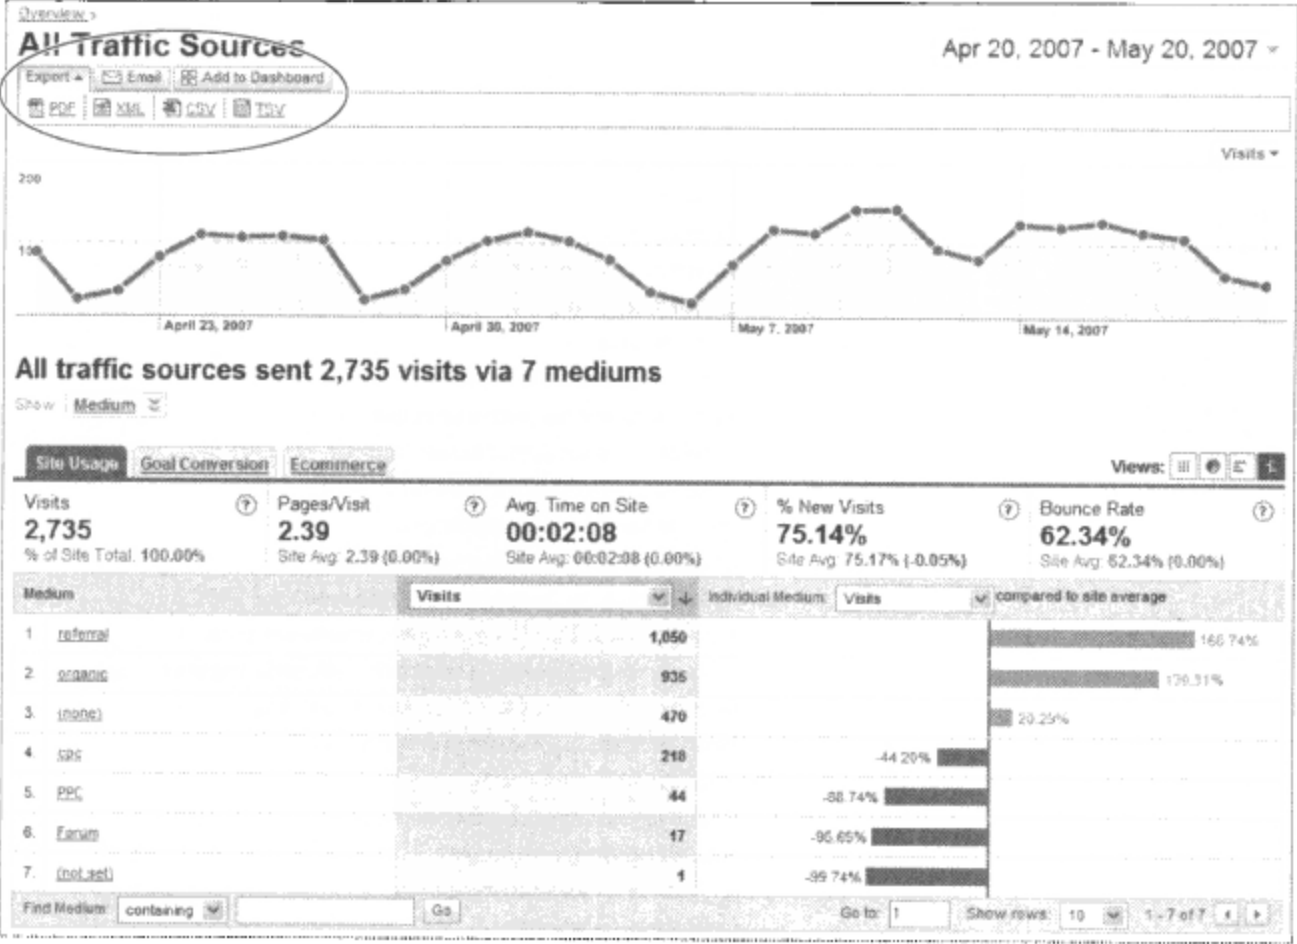 Overview >
All Traffic Sources
Apr 20, 2007 - May 20, 2007
Export Email Add to Dashboard
PDF XML CSV TSV
Visits
200
100
April 23, 2007 April 30, 2007 May 7, 2007 May 14, 2007
All traffic sources sent 2,735 visits via 7 mediums
Show: Medium
Site Usage Goal Conversion Ecommerce Views:
Visits Pages/Visit Avg. Time on Site % New Visits Bounce Rate
2,735 2.39 00:02:08 75.14% 62.34%
% of Site Total: 100.00% Site Avg: 2.39 (0.00%) Site Avg: 00:02:08 (0.00%) Site Avg: 75.17% (-0.05%) Site Avg: 62.34% (0.00%)
Medium Visits Individual Medium: Visits compared to site average
1. referral 1,050 168.74%
2. organic 935 139.31%
3. (none) 470 20.29%
4. cpc 218 -44.20%
5. PPC 44 -88.74%
6. Forum 17 -95.65%
7. (not set) 1 -99.74%
Find Medium: containing Go Go to: 1 Show rows: 10 1 - 7 of 7